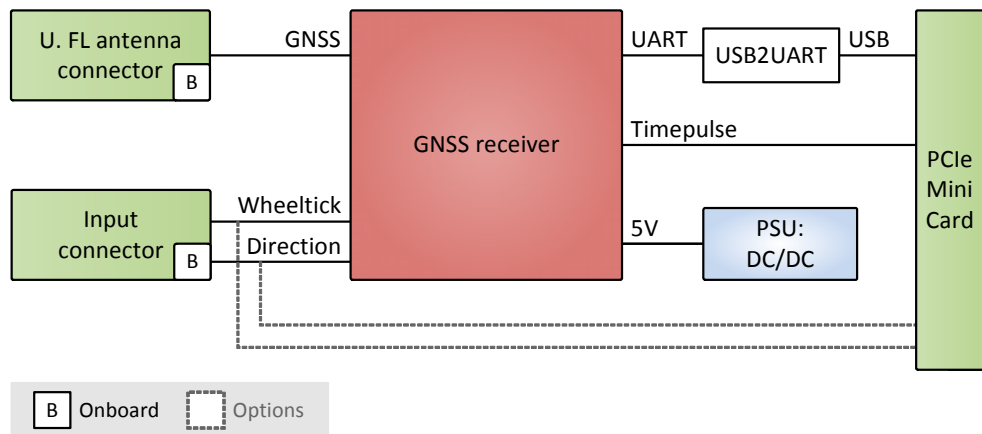 U. FL antenna
connector
B
GNSS
GNSS receiver
UART
USB2UART
USB
Timepulse
PCIe
Mini
Card
Input
connector
B
Wheeltick
Direction
5V
PSU:
DC/DC
B Onboard
Options